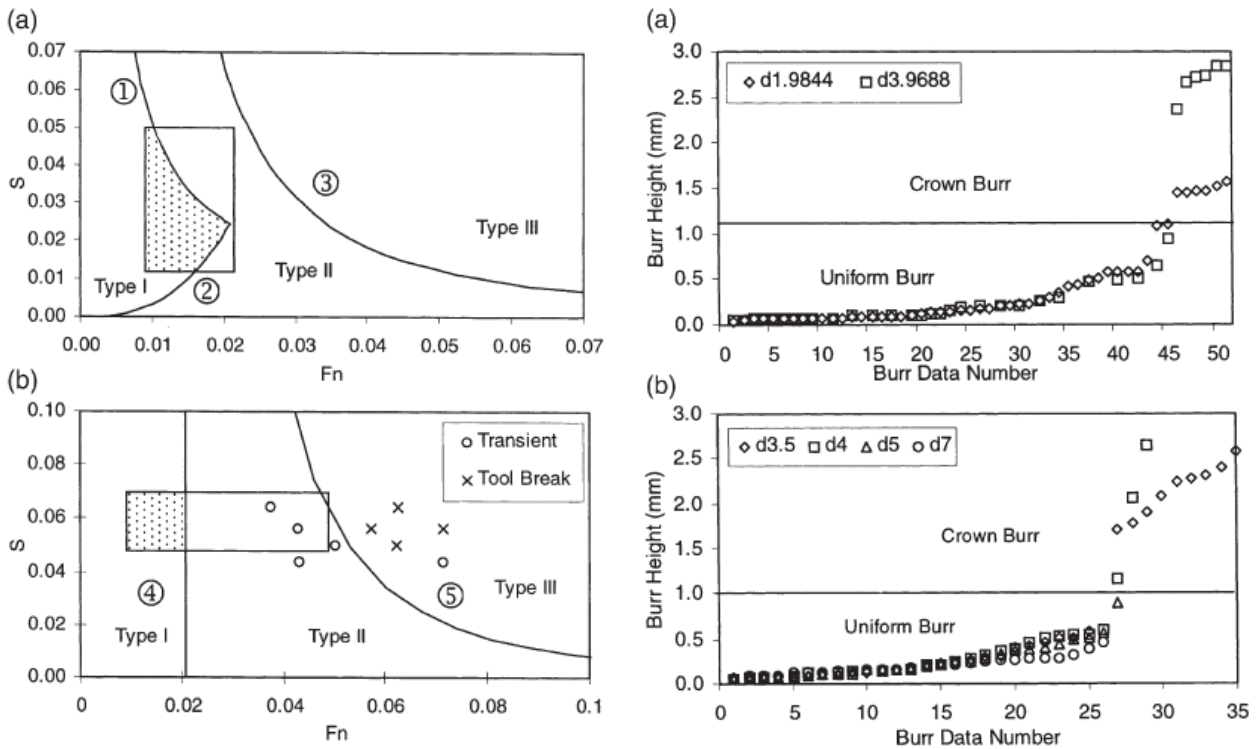 (a)
0.07
0.06
0.05
0.04
0.03
0.02
0.01
0.00
S
①
②
③
Type I
Type II
Type III
0.00 0.01 0.02 0.03 0.04 0.05 0.06 0.07
Fn
(b)
0.10
0.08
0.06
0.04
0.02
0.00
S
Transient
Tool Break
④
⑤
Type I
Type II
Type III
0.00 0.02 0.04 0.06 0.08 0.1
Fn
(a)
3.0
2.5
2.0
1.5
1.0
0.5
0.0
Burr Height (mm)
d1.9844 d3.9688
Crown Burr
Uniform Burr
0 5 10 15 20 25 30 35 40 45 50
Burr Data Number
(b)
3.0
2.5
2.0
1.5
1.0
0.5
0.0
Burr Height (mm)
d3.5 d4 d5 d7
Crown Burr
Uniform Burr
0 5 10 15 20 25 30 35
Burr Data Number